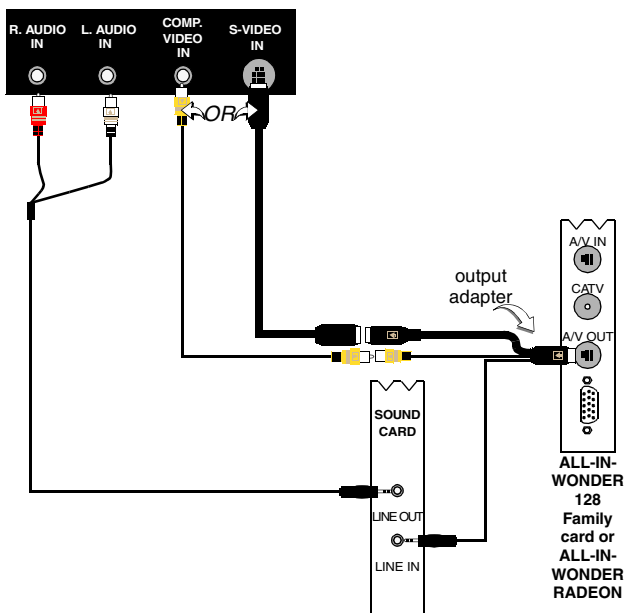 R. AUDIO
IN
L. AUDIO
IN
COMP.
VIDEO
IN
S-VIDEO
IN
OR
output
adapter
A/V IN
CATV
A/V OUT
SOUND
CARD
LINE OUT
LINE IN
ALL-IN-
WONDER
128
Family
card or
ALL-IN-
WONDER
RADEON